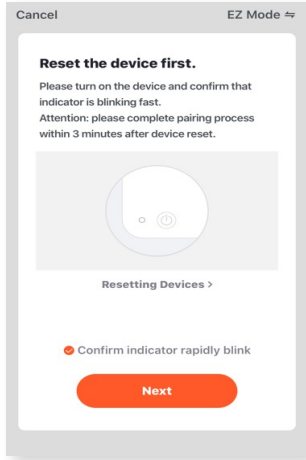 Cancel EZ Mode ⇋
Reset the device first.
Please turn on the device and confirm that
indicator is blinking fast.
Attention: please complete pairing process
within 3 minutes after device reset.
Resetting Devices >
Confirm indicator rapidly blink
Next